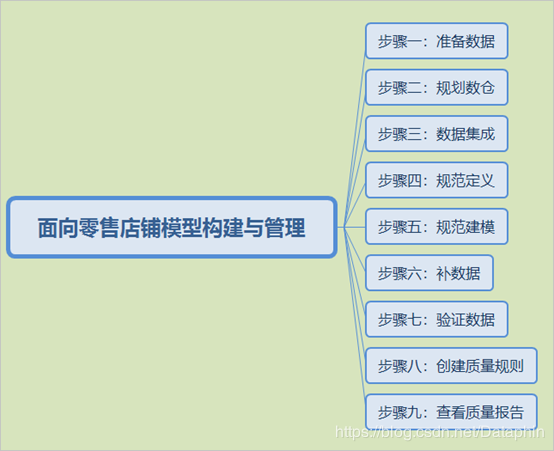 面向零售店铺模型构建与管理
步骤一：准备数据
步骤二：规划数仓
步骤三：数据集成
步骤四：规范定义
步骤五：规范建模
步骤六：补数据
步骤七：验证数据
步骤八：创建质量规则
步骤九：查看质量报告
https://blog.csdn.net/Dataphin